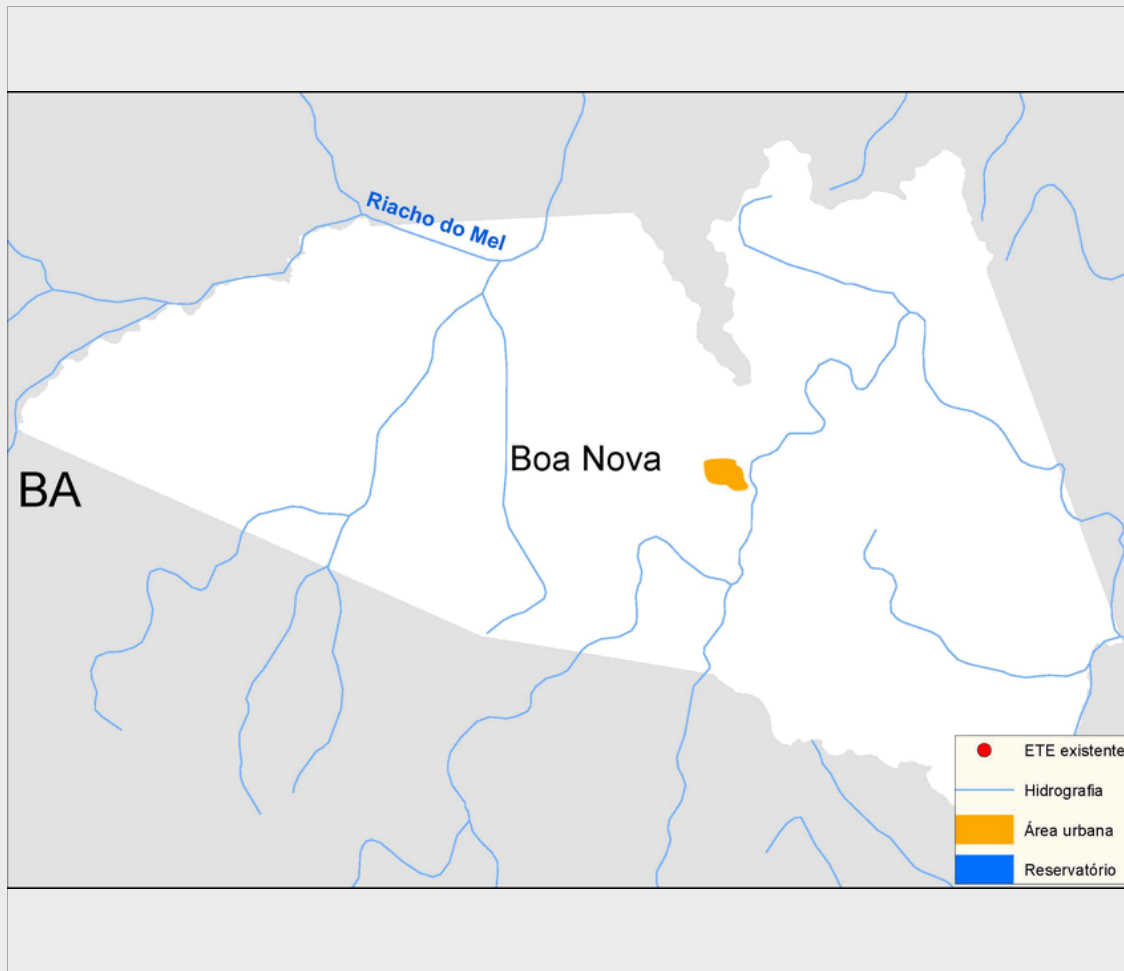 Riacho do Mel
Boa Nova
BA
ETE existente
Hidrografia
Área urbana
Reservatório